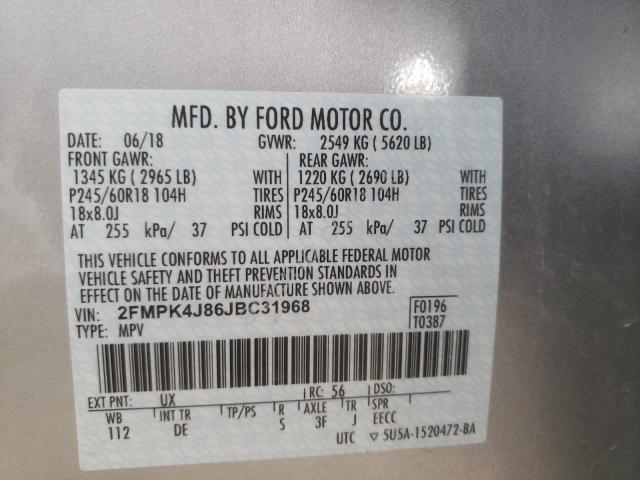 MFD. BY FORD MOTOR CO.
DATE: 06/18 GVWR: 2549 KG ( 5620 LB)
FRONT GAWR: REAR GAWR:
1345 KG ( 2965 LB) WITH 1220 KG ( 2690 LB) WITH
P245/60R18 104H TIRES P245/60R18 104H TIRES
18x8.0J RIMS 18x8.0J RIMS
AT 255 kPa/ 37 PSI COLD AT 255 kPa/ 37 PSI COLD
THIS VEHICLE CONFORMS TO ALL APPLICABLE FEDERAL MOTOR
VEHICLE SAFETY AND THEFT PREVENTION STANDARDS IN
EFFECT ON THE DATE OF MANUFACTURE SHOWN ABOVE.
VIN: 2FMPK4J86JBC31968 F0196
TYPE: MPV T0387
EXT PNT: UX RC: 56 DSO:
WB INT TR TP/PS R AXLE TR SPR
112 DE S 3F J EECC
UTC ▽ 5U5A-1520472-BA